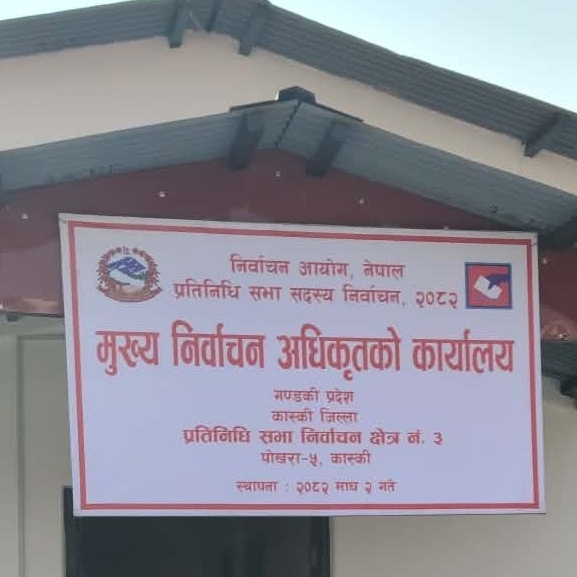 निर्वाचन आयोग, नेपाल
प्रतिनिधि सभा सदस्य निर्वाचन, २०८२
मुख्य निर्वाचन अधिकृतको कार्यालय
गण्डकी प्रदेश
कास्की जिल्ला
प्रतिनिधि सभा निर्वाचन क्षेत्र नं. ३
पोखरा-५, कास्की
स्थापना : २०८२ माघ २ गते